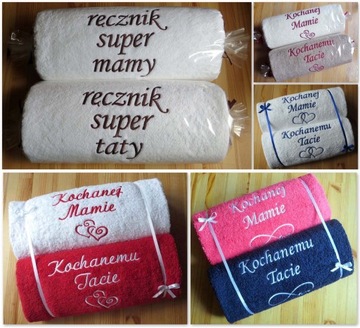 ręcznik
super
mamy
ręcznik
super
taty
Kochanej
Mamie
Kochanemu
Tacie
Kochanej
Mamie
Kochanemu
Tacie
Kochanej
Mamie
Kochanemu
Tacie
Kochanej
Mamie
Kochanemu
Tacie